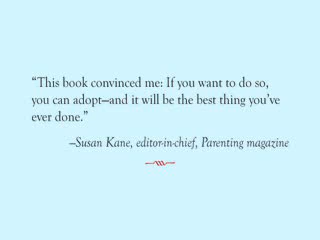 “This book convinced me: If you want to do so,
you can adopt—and it will be the best thing you’ve
ever done.”
—Susan Kane, editor-in-chief, Parenting magazine